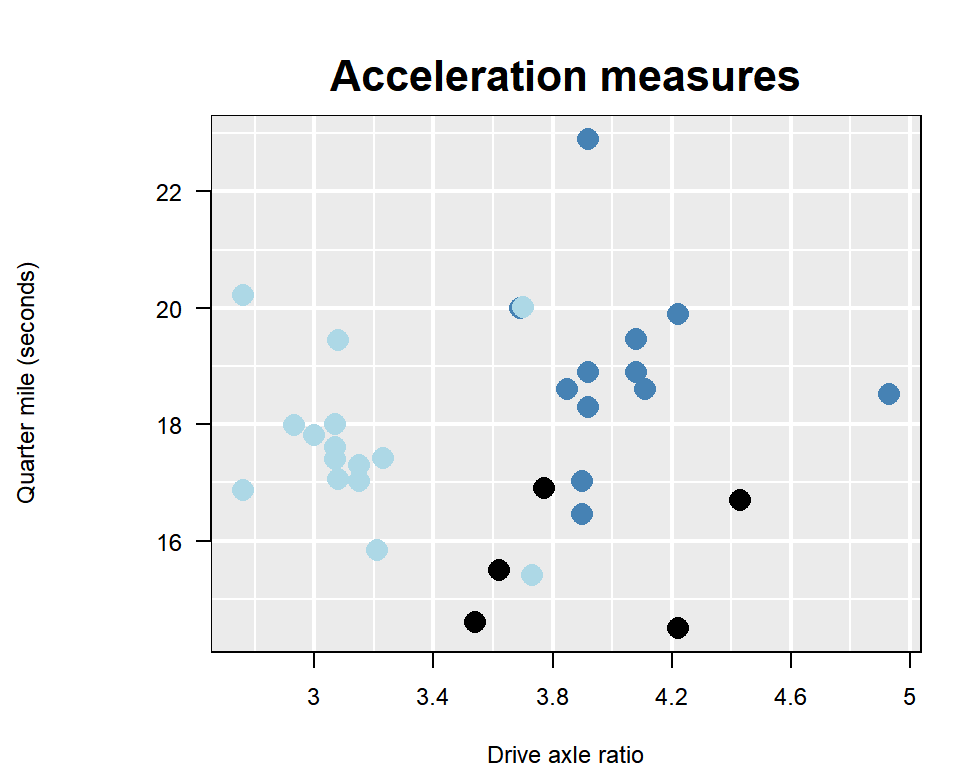 Acceleration measures
Quarter mile (seconds)
22
20
18
16
3 3.4 3.8 4.2 4.6 5
Drive axle ratio